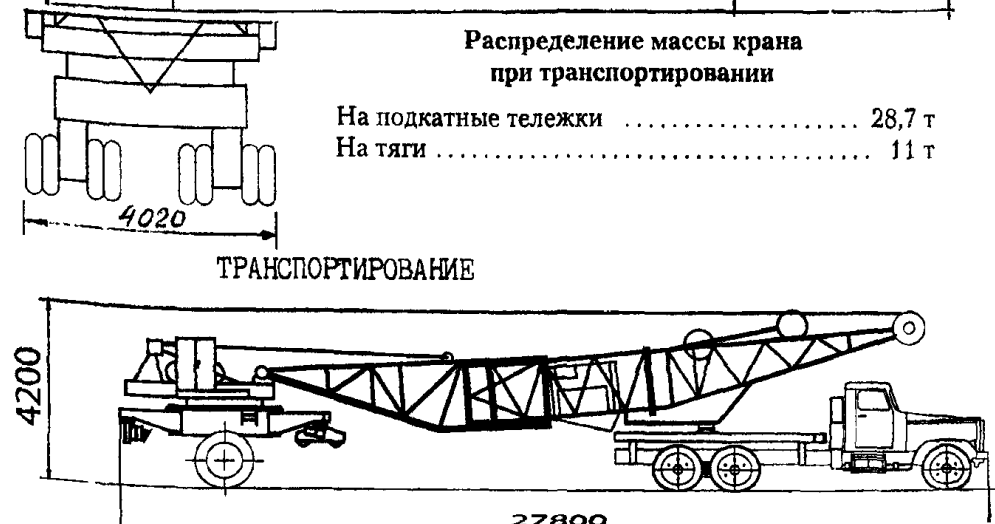 Распределение массы крана
при транспортировании
На подкатные тележки .................... 28,7 т
На тяги ................................. 11 т
4020
ТРАНСПОРТИРОВАНИЕ
4200
27800